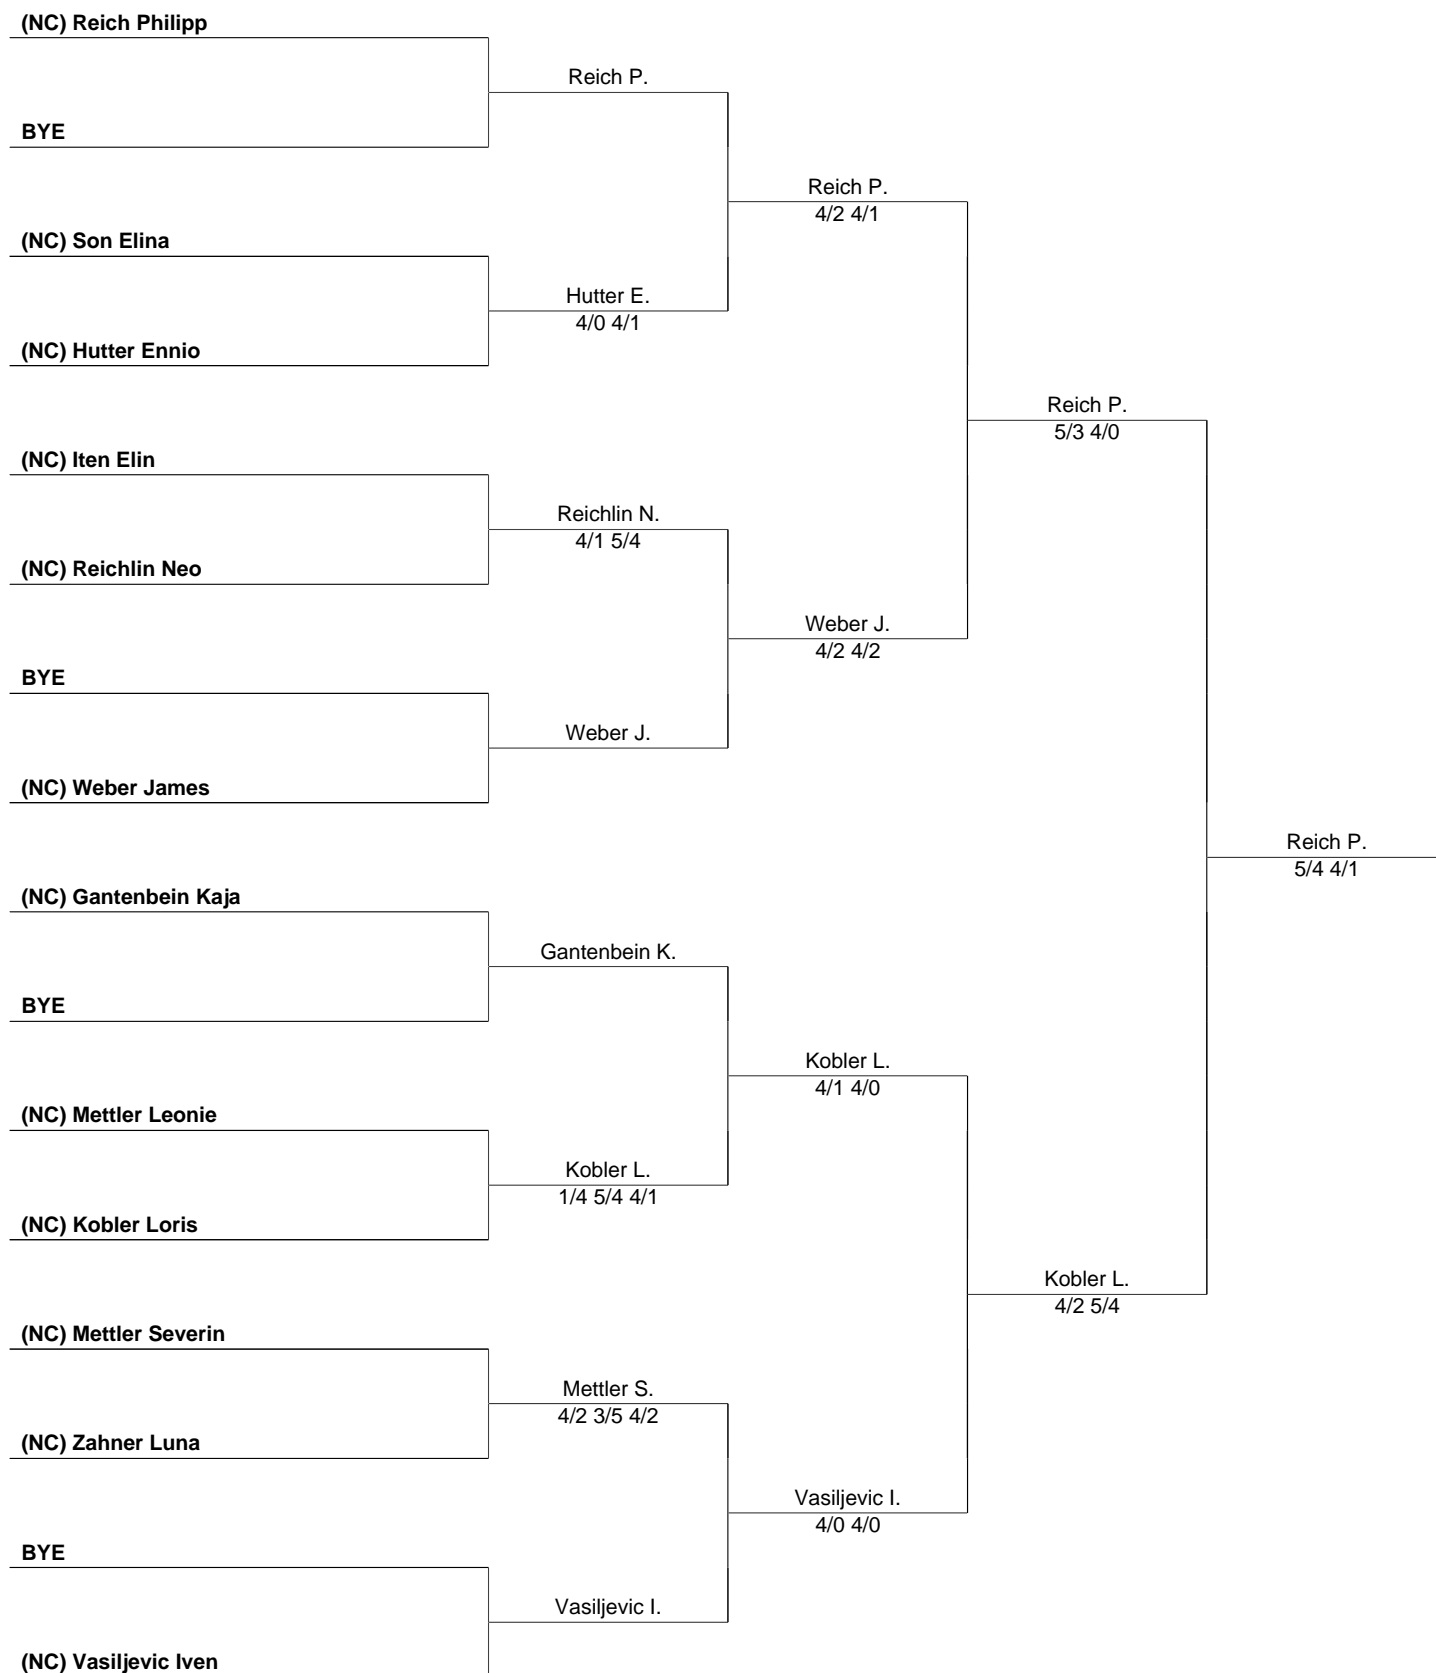 (NC) Reich Philipp
Reich P.
BYE
Reich P.
4/2 4/1
(NC) Son Elina
Hutter E.
4/0 4/1
(NC) Hutter Ennio
Reich P.
5/3 4/0
(NC) Iten Elin
Reichlin N.
4/1 5/4
(NC) Reichlin Neo
Weber J.
4/2 4/2
BYE
Weber J.
(NC) Weber James
Reich P.
5/4 4/1
(NC) Gantenbein Kaja
Gantenbein K.
BYE
Kobler L.
4/1 4/0
(NC) Mettler Leonie
Kobler L.
1/4 5/4 4/1
(NC) Kobler Loris
Kobler L.
4/2 5/4
(NC) Mettler Severin
Mettler S.
4/2 3/5 4/2
(NC) Zahner Luna
Vasiljevic I.
4/0 4/0
BYE
Vasiljevic I.
(NC) Vasiljevic Iven